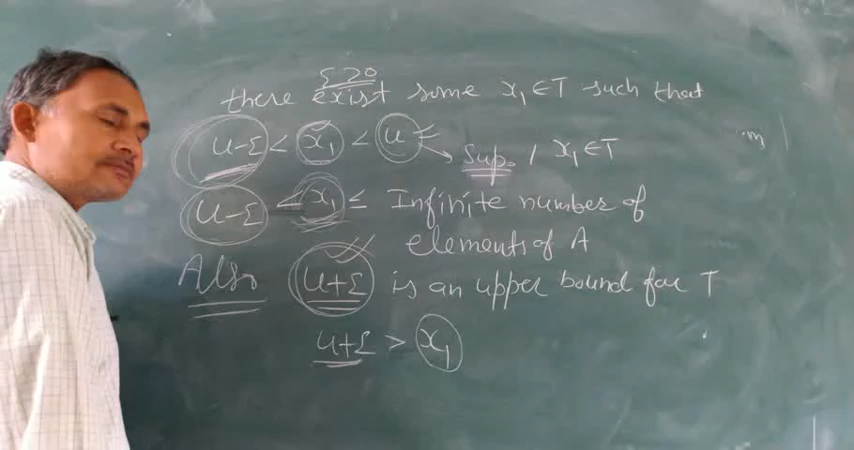 Σ>0
there exist some x₁ ∈ T such that
U-Σ < x₁ < U
Sup. / x₁ ∈ T
U-Σ < x₁ ≤ Infinite number of
elements of A
Also U+Σ is an upper bound for T
U+Σ > x₁